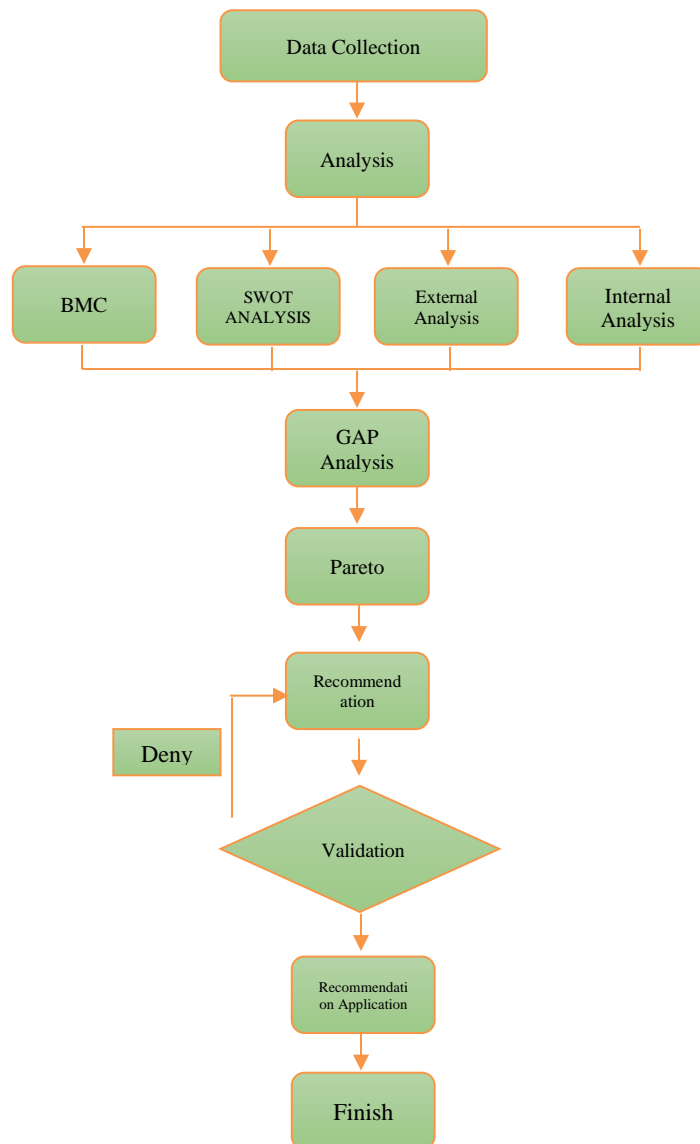 Data Collection
Analysis
BMC
SWOT
ANALYSIS
External
Analysis
Internal
Analysis
GAP
Analysis
Pareto
Recommend
ation
Deny
Validation
Recommendati
on Application
Finish